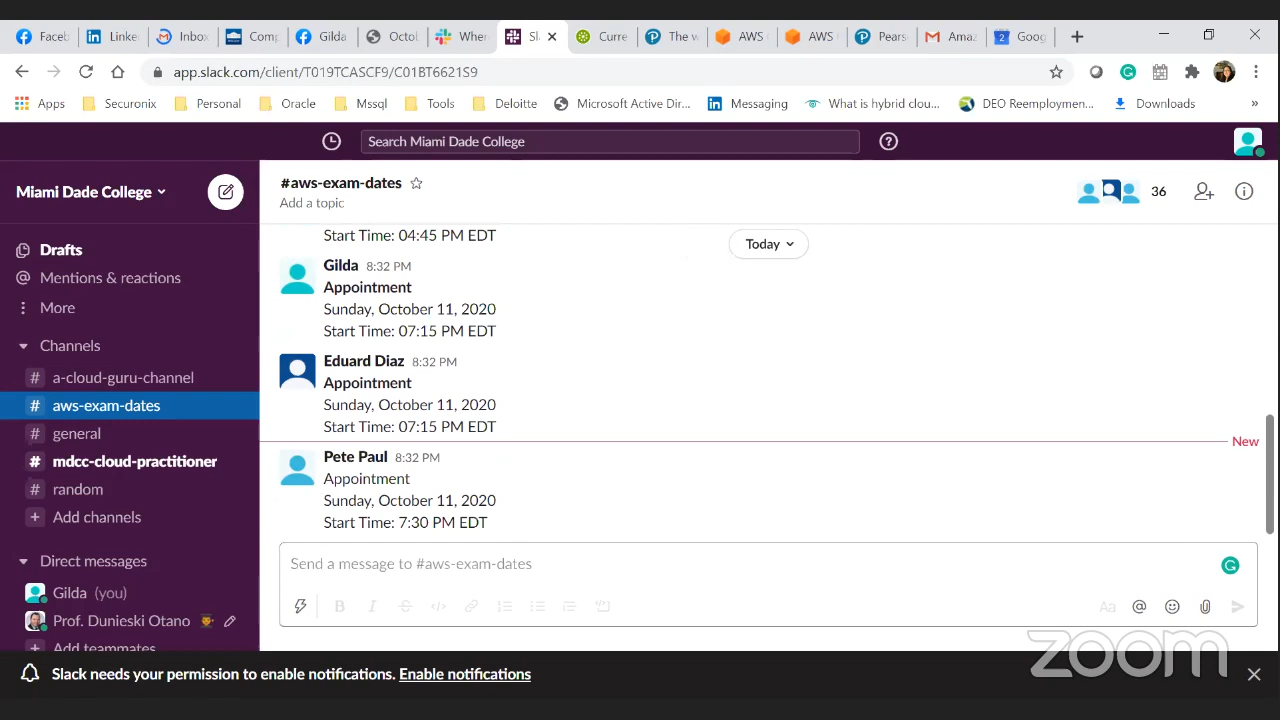 Faceb
Linke
Inbox
Comp
Gilda
Octob
When
Sl
Curre
The w
AWS
AWS
Pears
Amaz
Goog
app.slack.com/client/T019TCASCF9/C01BT6621S9
Apps
Securonix
Personal
Oracle
Mssql
Tools
Deloitte
Microsoft Active Dir...
Messaging
What is hybrid clou...
DEO Reemploymen...
Downloads
»
Search Miami Dade College
Miami Dade College
Drafts
Mentions & reactions
More
Channels
# a-cloud-guru-channel
# aws-exam-dates
# general
# mdcc-cloud-practitioner
# random
+ Add channels
Direct messages
Gilda (you)
Prof. Dunieski Otano
+ Add teammates
#aws-exam-dates
Add a topic
36
Start Time: 04:45 PM EDT
Today
Gilda 8:32 PM
Appointment
Sunday, October 11, 2020
Start Time: 07:15 PM EDT
Eduard Diaz 8:32 PM
Appointment
Sunday, October 11, 2020
Start Time: 07:15 PM EDT
New
Pete Paul 8:32 PM
Appointment
Sunday, October 11, 2020
Start Time: 7:30 PM EDT
Send a message to #aws-exam-dates
Aa
zoom
Slack needs your permission to enable notifications. Enable notifications